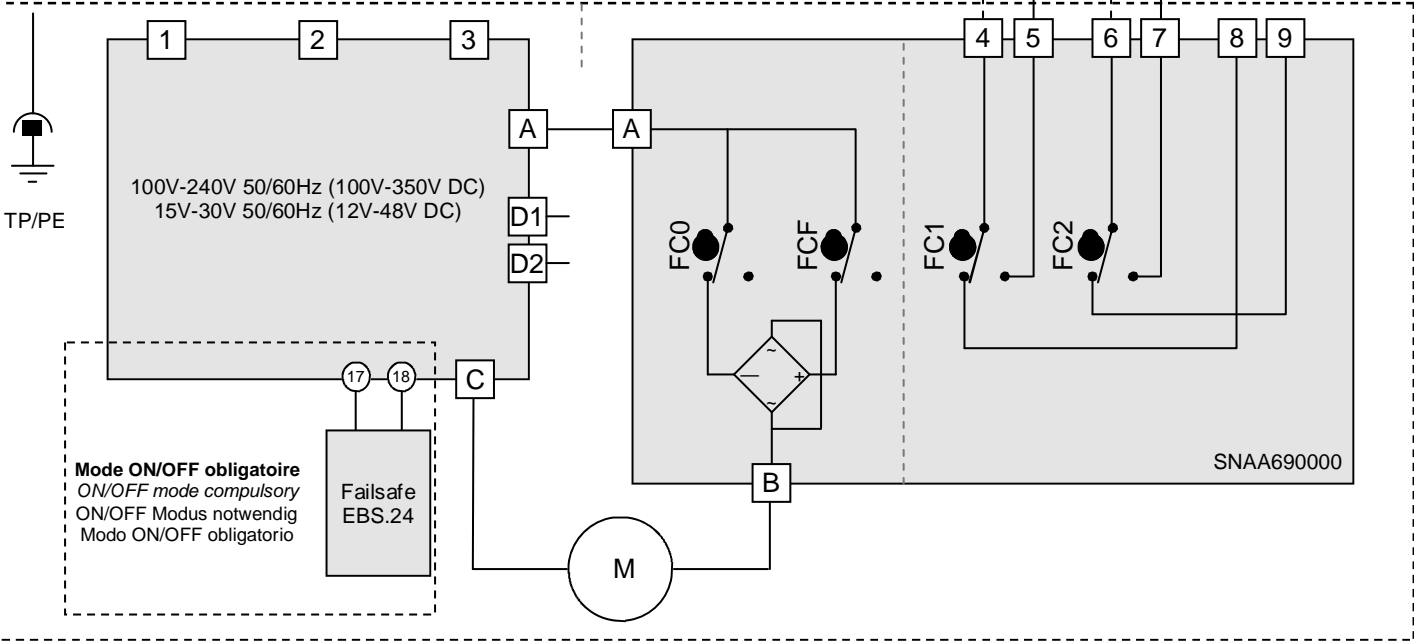 1
2
3
4
5
6
7
8
9
A
A
100V-240V 50/60Hz (100V-350V DC)
15V-30V 50/60Hz (12V-48V DC)
TP/PE
D1
D2
FC0
FCF
FC1
FC2
~
—
+
~
17
18
C
Mode ON/OFF obligatoire
ON/OFF mode compulsory
ON/OFF Modus notwendig
Modo ON/OFF obligatorio
Failsafe
EBS.24
SNAA690000
B
M